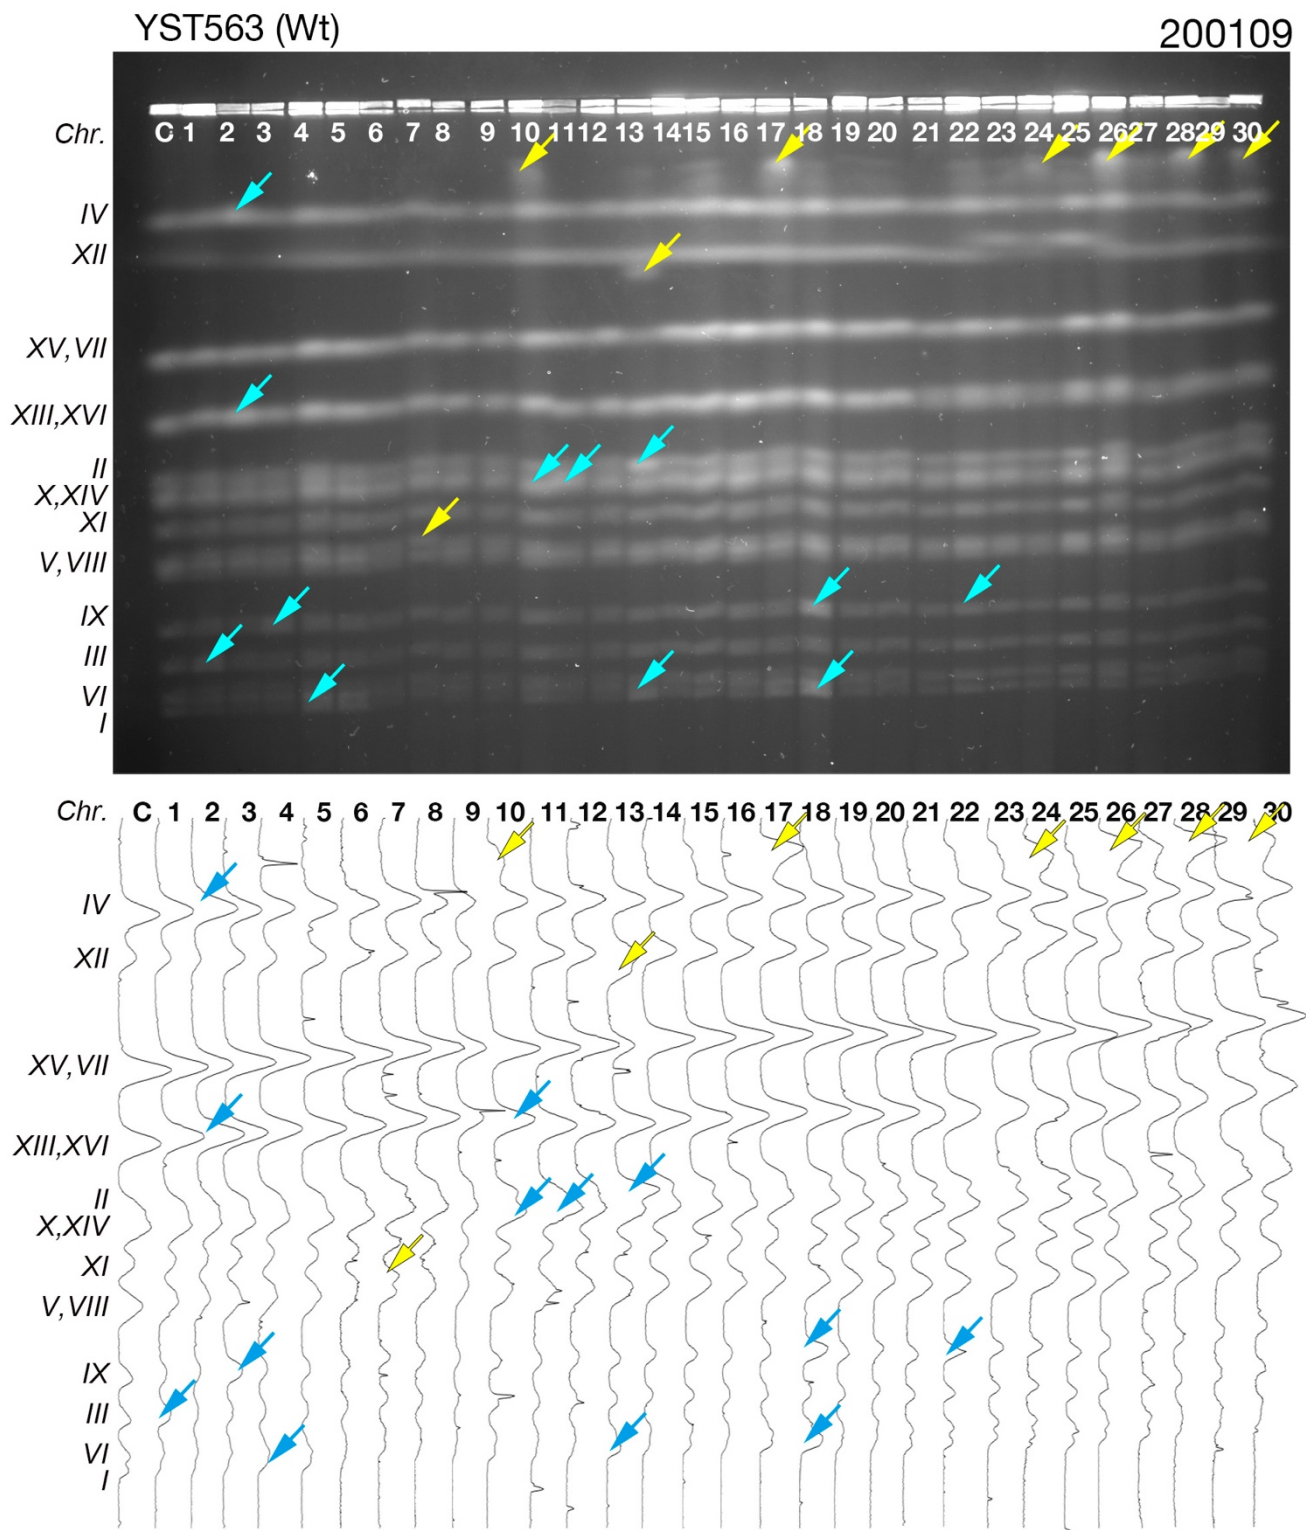 YST563 (Wt) 200109
Chr. C 1 2 3 4 5 6 7 8 9 10 11 12 13 14 15 16 17 18 19 20 21 22 23 24 25 26 27 28 29 30
IV
XII
XV,VII
XIII,XVI
II
X,XIV
XI
V,VIII
IX
III
VI
I
Chr. C 1 2 3 4 5 6 7 8 9 10 11 12 13 14 15 16 17 18 19 20 21 22 23 24 25 26 27 28 29 30
IV
XII
XV,VII
XIII,XVI
II
X,XIV
XI
V,VIII
IX
III
VI
I